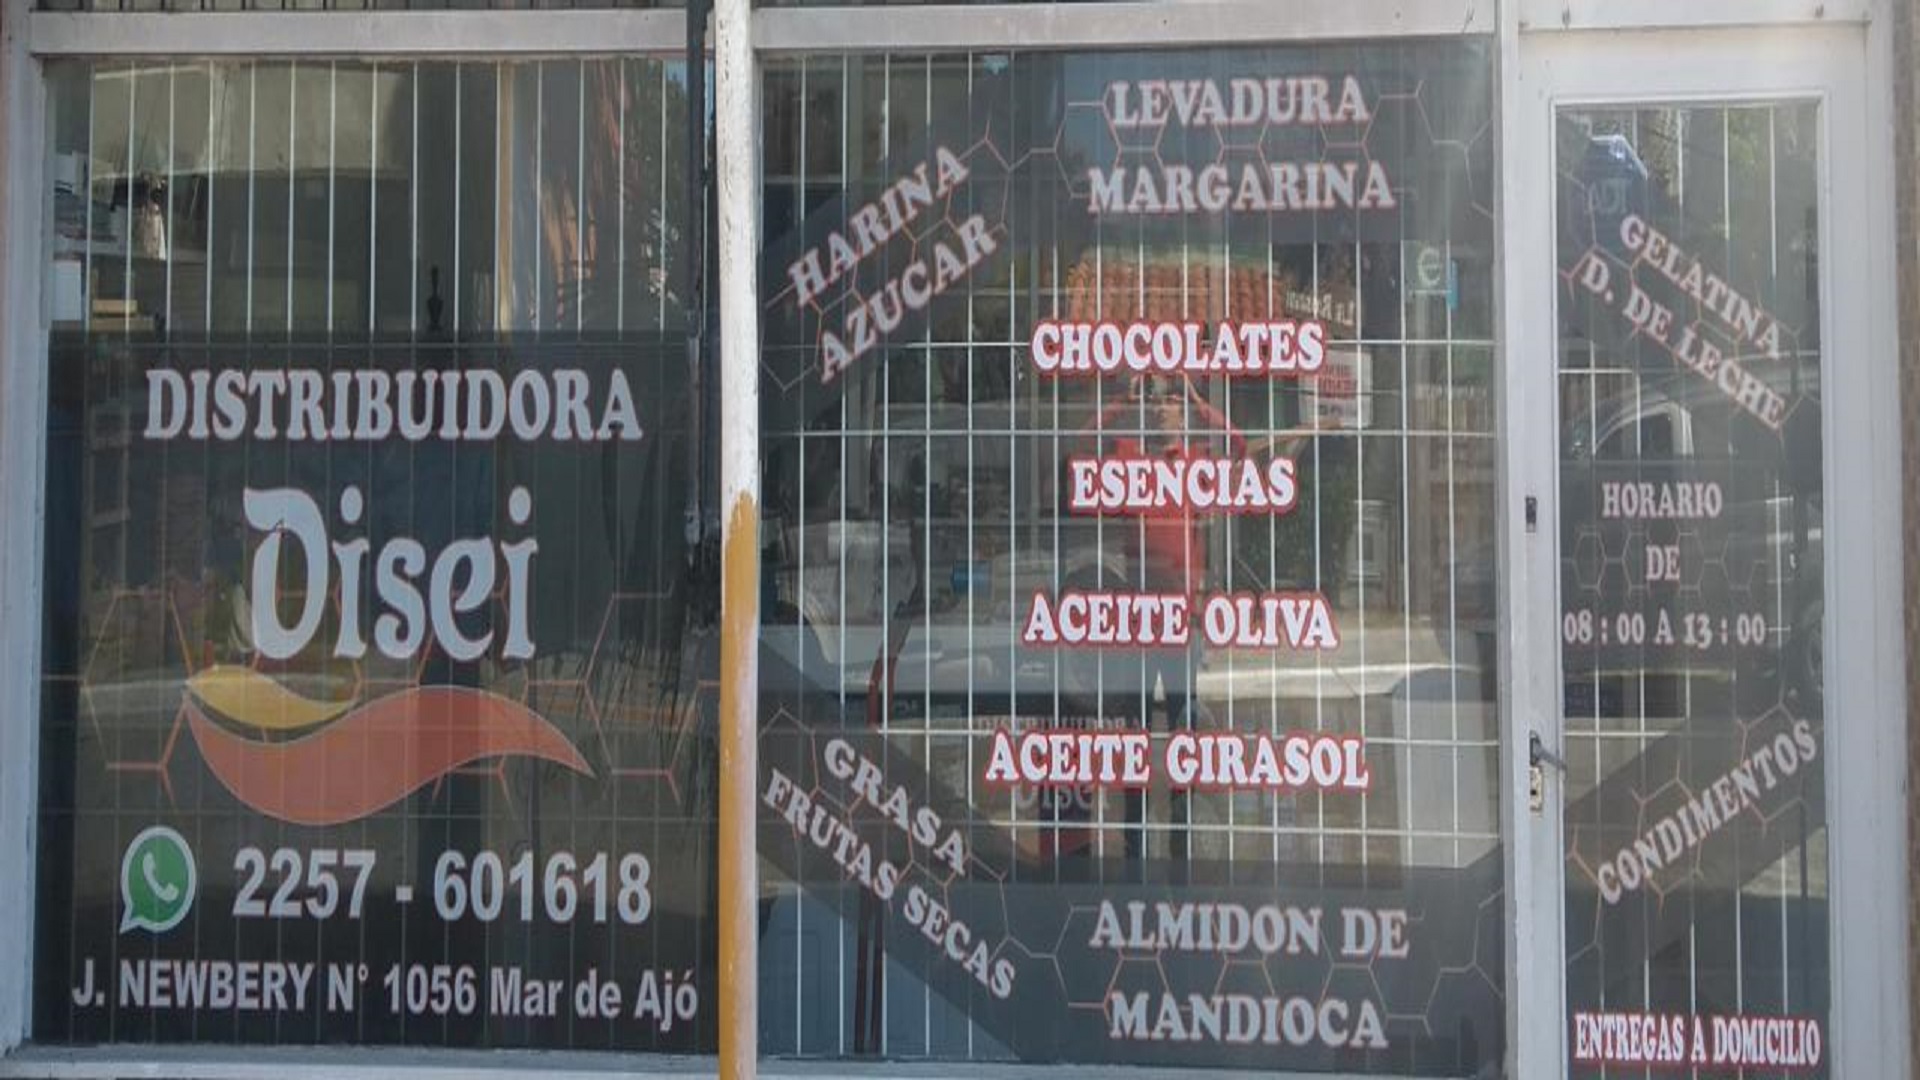 DISTRIBUIDORA
Disei
2257 - 601618
J. NEWBERY N° 1056 Mar de Ajó
LEVADURA
MARGARINA
HARINA
AZUCAR
CHOCOLATES
ESENCIAS
ACEITE OLIVA
ACEITE GIRASOL
GRASA
FRUTAS SECAS
ALMIDON DE
MANDIOCA
GELATINA
D. DE LECHE
HORARIO
DE
08 : 00 A 13 : 00
CONDIMENTOS
ENTREGAS A DOMICILIO